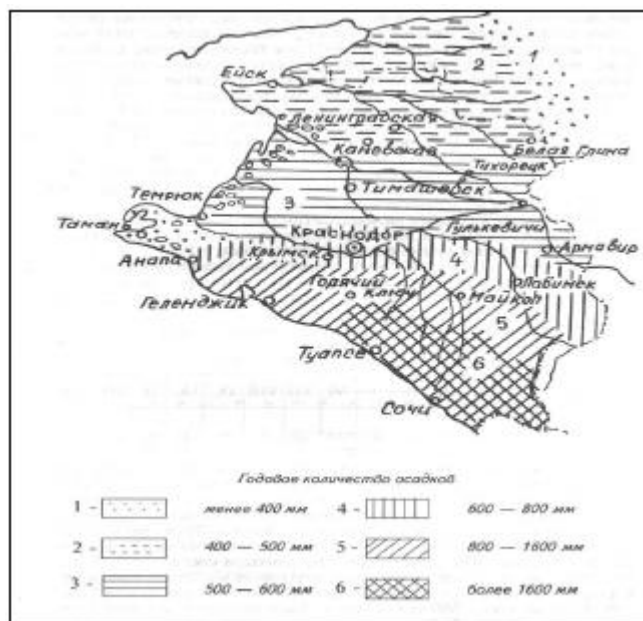 1
2
Ейск
Ленинградская
Каневская
Белая Глина
Тихорецк
Тимашевск
Темрюк
3
Тамань
Краснодар
Гулькевичи
Армавир
Анапа
Крымск
4
Лабинск
Горячий
Ключ
Майкоп
Геленджик
5
Туапсе
6
Сочи
Годовое количество осадков
1 - менее 400 мм
4 - 600 — 800 мм
2 - 400 — 500 мм
5 - 800 — 1600 мм
3 - 500 — 600 мм
6 - более 1600 мм